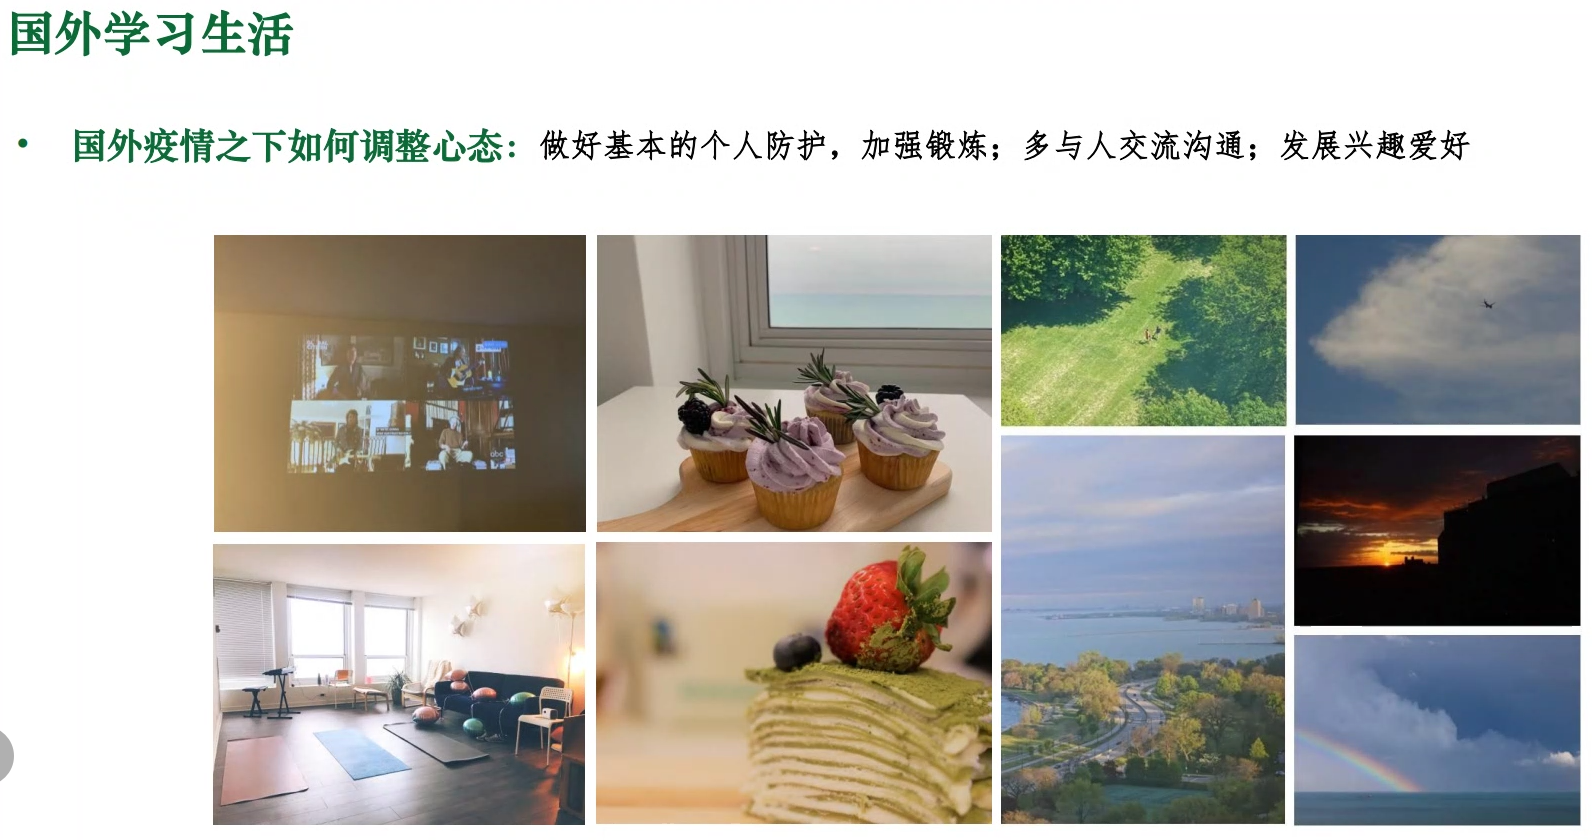 国外学习生活
• 国外疫情之下如何调整心态：做好基本的个人防护，加强锻炼；多与人交流沟通；发展兴趣爱好
abc